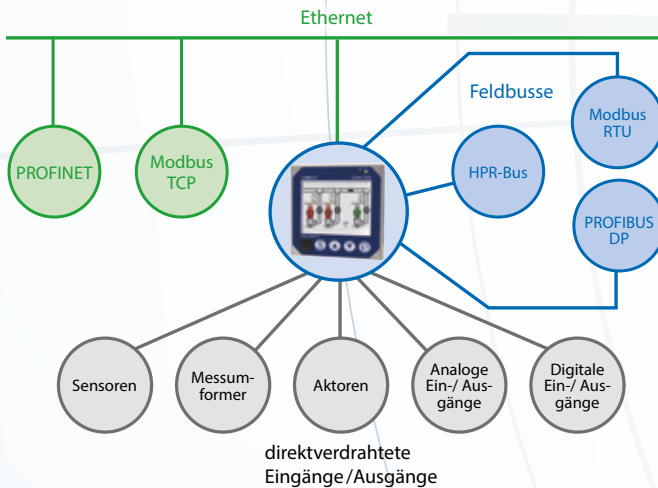 Ethernet
Feldbusse
Modbus
RTU
PROFINET
Modbus
TCP
HPR-Bus
PROFIBUS
DP
Sensoren
Messum-
former
Aktoren
Analoge
Ein-/ Aus-
gänge
Digitale
Ein-/ Aus-
gänge
direktverdrahtete
Eingänge/Ausgänge